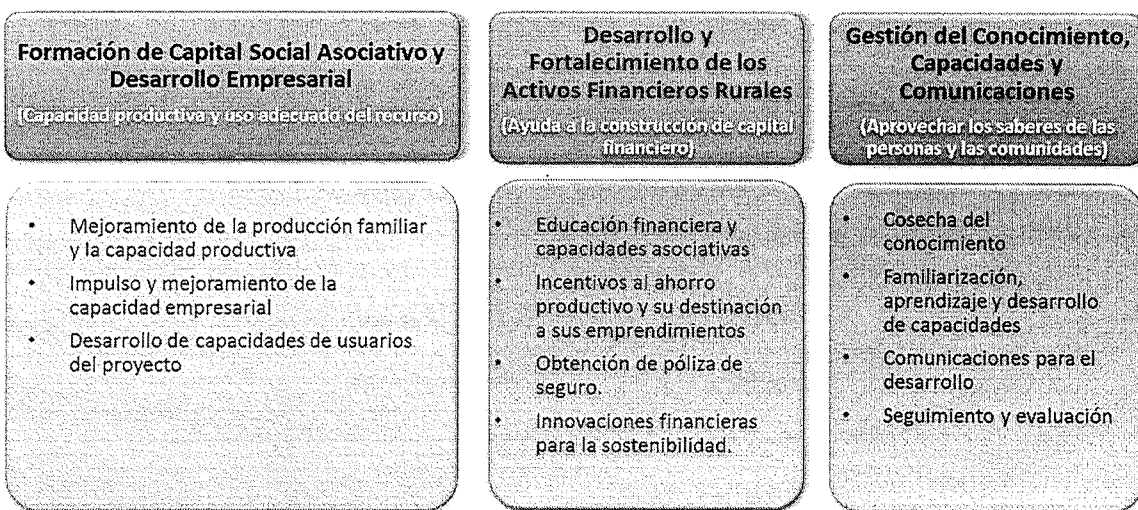 Formación de Capital Social Asociativo y
Desarrollo Empresarial
(Capacidad productiva y uso adecuado del recurso)
• Mejoramiento de la producción familiar
y la capacidad productiva
• Impulso y mejoramiento de la
capacidad empresarial
• Desarrollo de capacidades de usuarios
del proyecto
Desarrollo y
Fortalecimiento de los
Activos Financieros Rurales
(Ayuda a la construcción de capital
financiero)
• Educación financiera y
capacidades asociativas
• Incentivos al ahorro
productivo y su destinación
a sus emprendimientos
• Obtención de póliza de
seguro.
• Innovaciones financieras
para la sostenibilidad.
Gestión del Conocimiento,
Capacidades y
Comunicaciones
(Aprovechar los saberes de las
personas y las comunidades)
• Cosecha del
conocimiento
• Familiarización,
aprendizaje y desarrollo
de capacidades
• Comunicaciones para el
desarrollo
• Seguimiento y evaluación